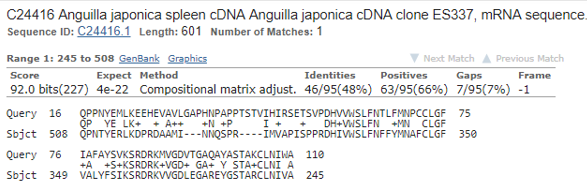 C24416 Anguilla japonica spleen cDNA Anguilla japonica cDNA clone ES337, mRNA sequence.
Sequence ID: C24416.1 Length: 601 Number of Matches: 1
Range 1: 245 to 508 GenBank Graphics Next Match Previous Match
Score Expect Method Identities Positives Gaps Frame
92.0 bits(227) 4e-22 Compositional matrix adjust. 46/95(48%) 63/95(66%) 7/95(7%) -1
Query 16 QPPNYEMLKEEHEVAVLGAPHNPAPPTSTVIHIRSETSVPDHVVWSLFNTLFMNPCCLGF 75
QP YE LK+ + A++ +N +P I + + DH+VWSLFN +MN CLGF
Sbjct 508 QPNTYERLKDPRDAAMI---NNQSPR----IMVAPISPPRDHIVWSLFNFFYMNAFCLGF 350
Query 76 IAFAYSVKSRDRKMVGDVTGAQAYASTAKCLNIWA 110
+A +S+KSRDRK+VGD+ GA+ Y STA+CLNI A
Sbjct 349 VALYFSIKSRDRKVVGDLEGAREYGSTARCLNIVA 245